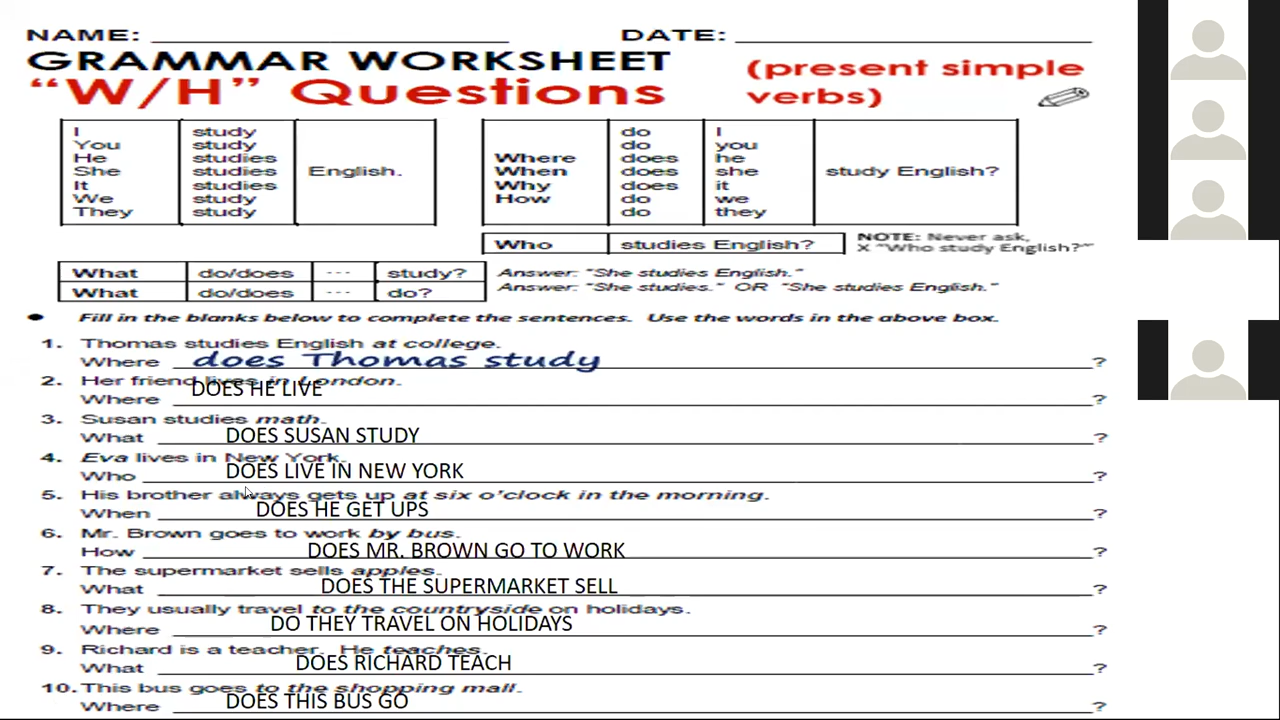 NAME: ____ DATE: ____
GRAMMAR WORKSHEET
"W/H" Questions
(present simple
verbs)
I study
You study
He studies
She studies English.
It studies
We study
They study
do I
do you
Where does he
When does she study English?
Why does it
How do we
do they
Who studies English?
NOTE: Never ask,
X "Who study English?"
What do/does --- study? Answer: "She studies English."
What do/does --- do? Answer: "She studies." OR "She studies English."
● Fill in the blanks below to complete the sentences. Use the words in the above box.
1. Thomas studies English at college.
Where does Thomas study ?
2. Her friend lives in London.
Where DOES HE LIVE ?
3. Susan studies math.
What DOES SUSAN STUDY ?
4. Eva lives in New York.
Who DOES LIVE IN NEW YORK ?
5. His brother always gets up at six o'clock in the morning.
When DOES HE GET UPS ?
6. Mr. Brown goes to work by bus.
How DOES MR. BROWN GO TO WORK ?
7. The supermarket sells apples.
What DOES THE SUPERMARKET SELL ?
8. They usually travel to the countryside on holidays.
Where DO THEY TRAVEL ON HOLIDAYS ?
9. Richard is a teacher. He teaches.
What DOES RICHARD TEACH ?
10. This bus goes to the shopping mall.
Where DOES THIS BUS GO ?